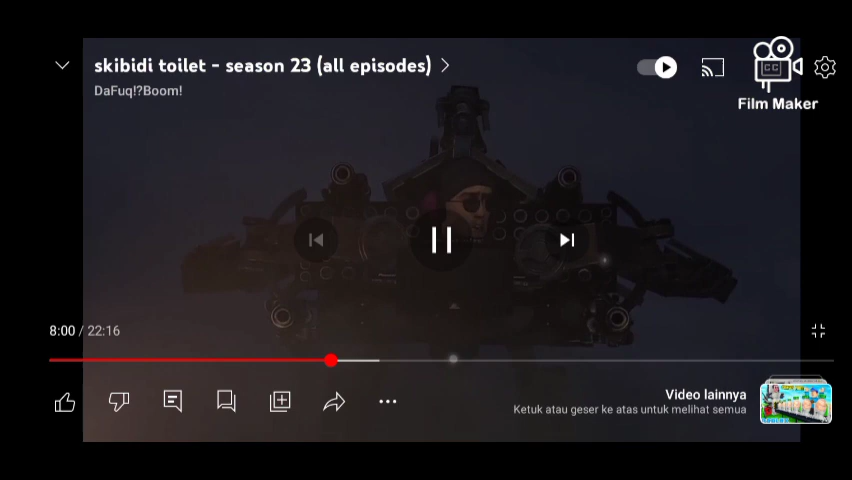 skibidi toilet - season 23 (all episodes)
DaFuq!?Boom!
CC
Film Maker
8:00 / 22:16
Video lainnya
Ketuk atau geser ke atas untuk melihat semua